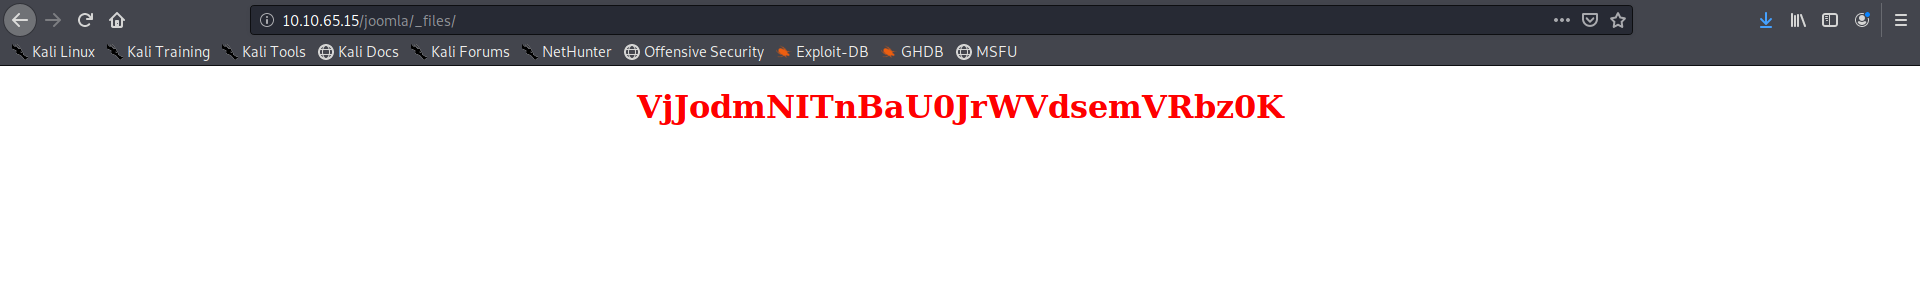 10.10.65.15/joomla/_files/
Kali Linux Kali Training Kali Tools Kali Docs Kali Forums NetHunter Offensive Security Exploit-DB GHDB MSFU
VjJodmNITnBaU0JrWVdsemVRbz0K